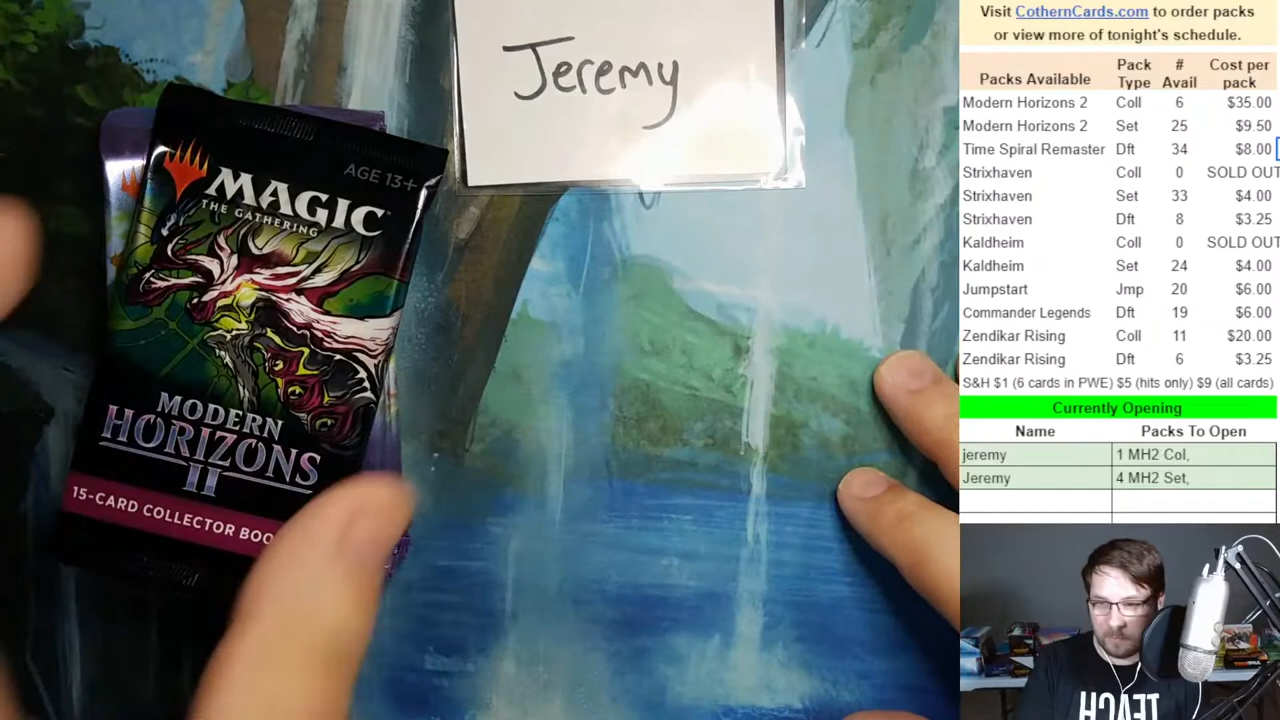 Jeremy
AGE 13+
MAGIC
THE GATHERING
MODERN
HORIZONS
II
15-CARD COLLECTOR BOO
Visit CothernCards.com to order packs
or view more of tonight's schedule.
Packs Available Pack Type # Avail Cost per pack
Modern Horizons 2 Coll 6 $35.00
Modern Horizons 2 Set 25 $9.50
Time Spiral Remaster Dft 34 $8.00
Strixhaven Coll 0 SOLD OUT
Strixhaven Set 33 $4.00
Strixhaven Dft 8 $3.25
Kaldheim Coll 0 SOLD OUT
Kaldheim Set 24 $4.00
Jumpstart Jmp 20 $6.00
Commander Legends Dft 19 $6.00
Zendikar Rising Coll 11 $20.00
Zendikar Rising Dft 6 $3.25
S&H $1 (6 cards in PWE) $5 (hits only) $9 (all cards)
Currently Opening
Name Packs To Open
jeremy 1 MH2 Col,
Jeremy 4 MH2 Set,